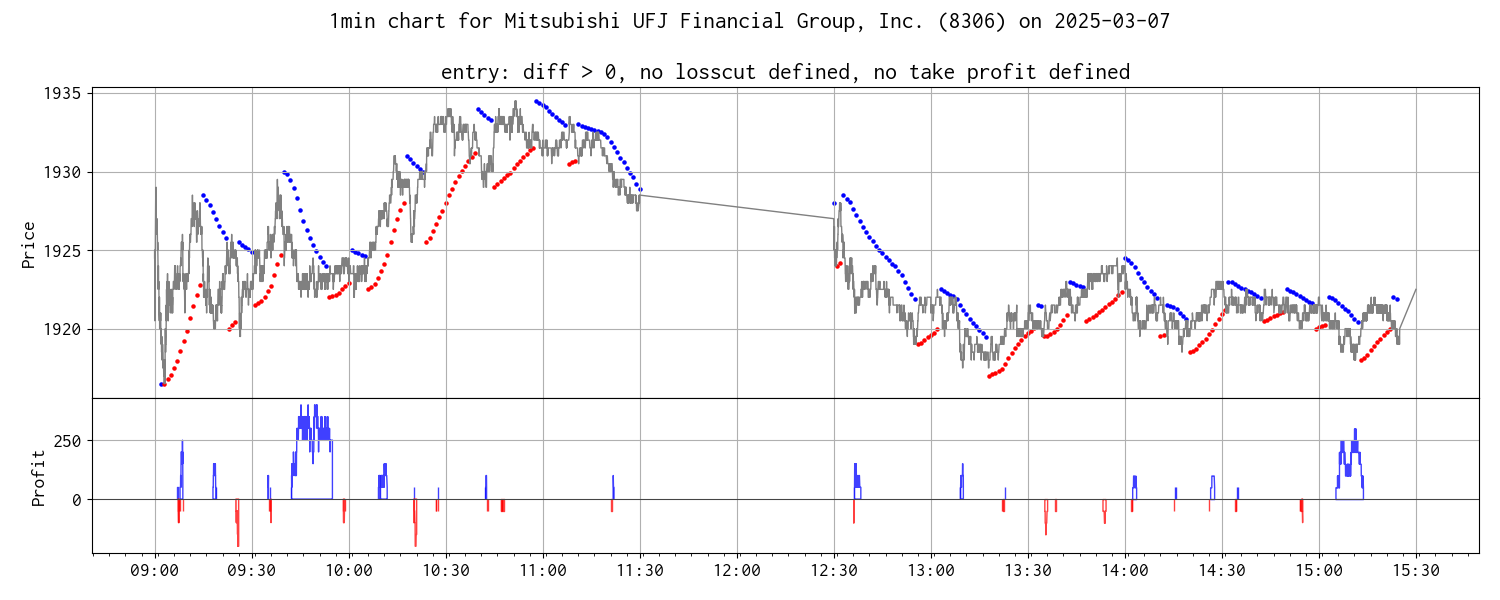 1min chart for Mitsubishi UFJ Financial Group, Inc. (8306) on 2025-03-07
entry: diff > 0, no losscut defined, no take profit defined
1935
1930
1925
1920
Price
250
0
Profit
09:00 09:30 10:00 10:30 11:00 11:30 12:00 12:30 13:00 13:30 14:00 14:30 15:00 15:30